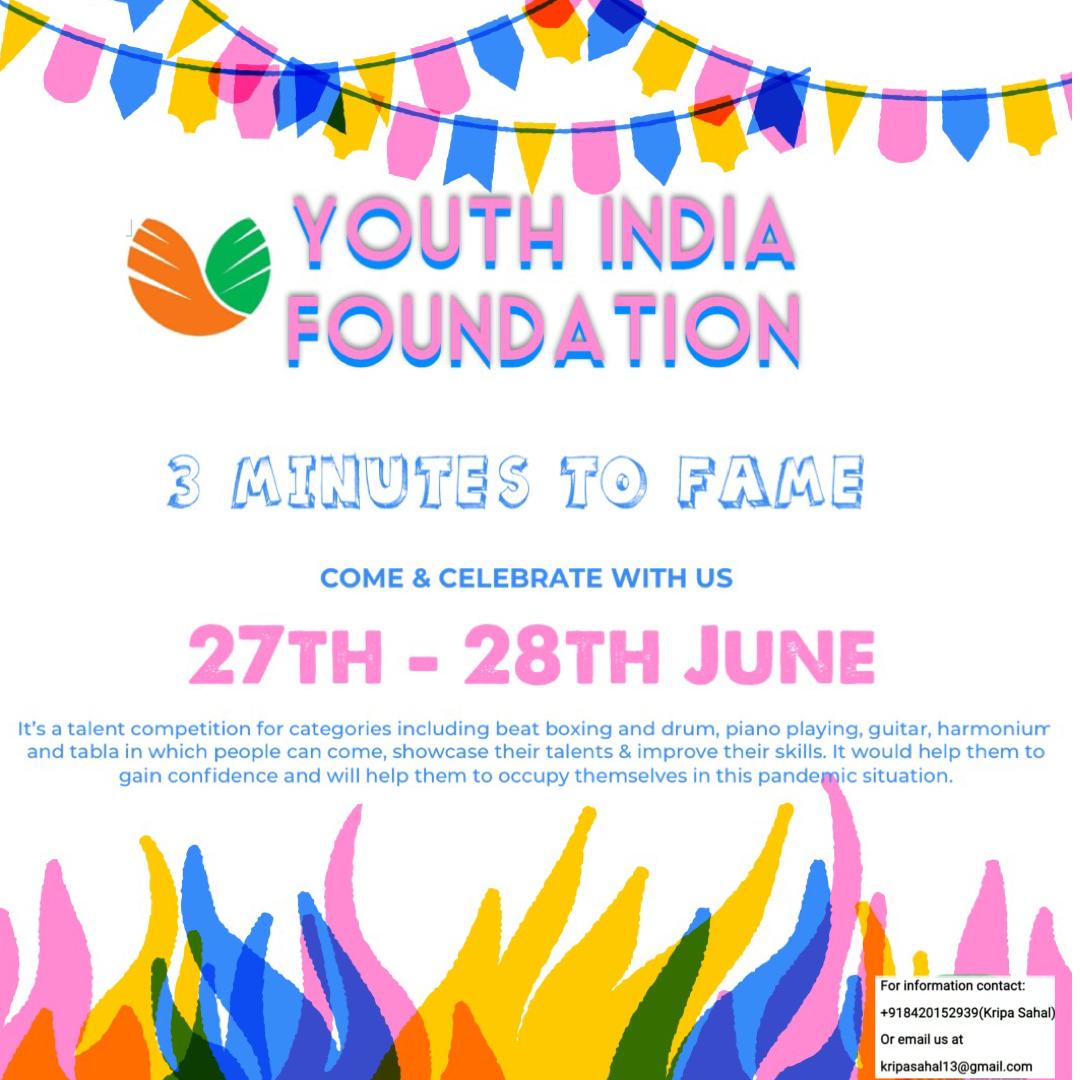 YOUTH INDIA
FOUNDATION
3 MINUTES TO FAME
COME & CELEBRATE WITH US
27TH - 28TH JUNE
It's a talent competition for categories including beat boxing and drum, piano playing, guitar, harmonium
and tabla in which people can come, showcase their talents & improve their skills. It would help them to
gain confidence and will help them to occupy themselves in this pandemic situation.
For information contact:
+918420152939(Kripa Sahal)
Or email us at
kripasahal13@gmail.com